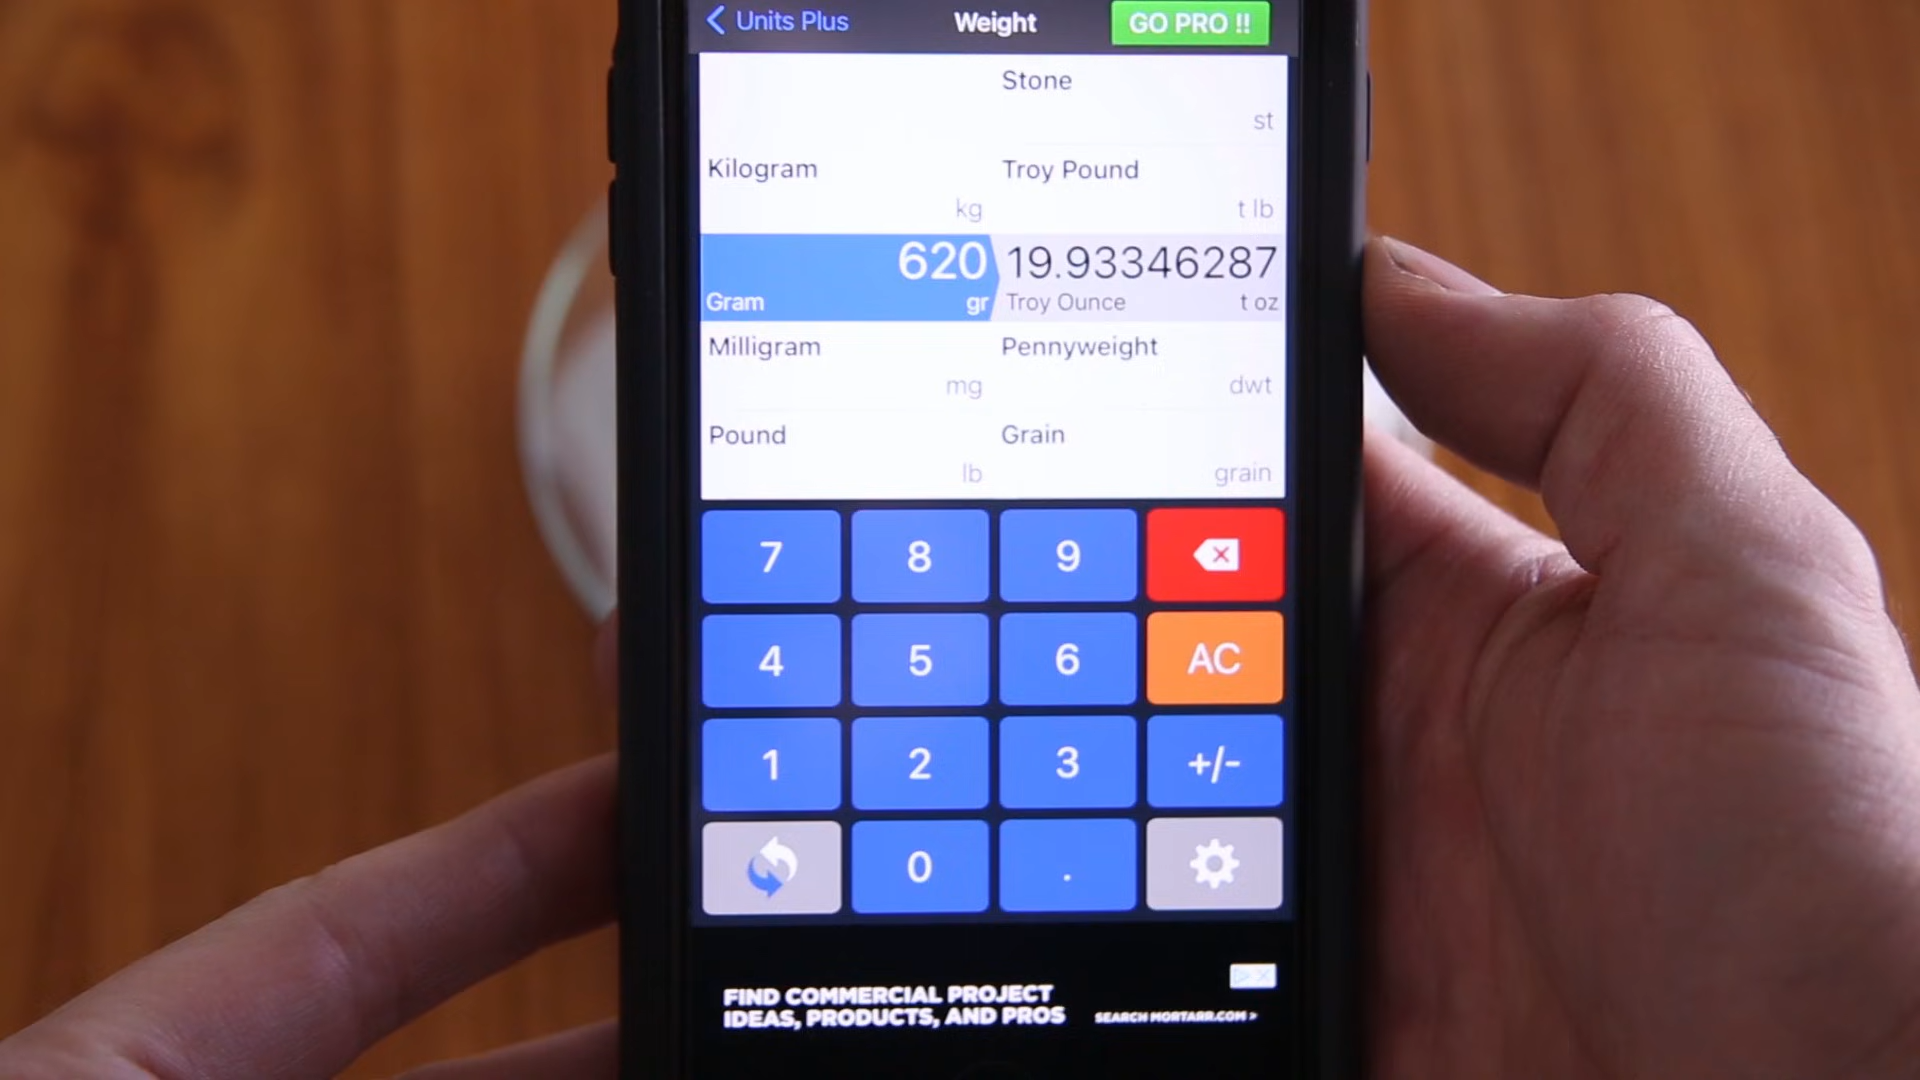 Units Plus
Weight
GO PRO !!
Stone
st
Kilogram
kg
Troy Pound
t lb
620
Gram
gr
19.93346287
Troy Ounce
t oz
Milligram
mg
Pennyweight
dwt
Pound
lb
Grain
grain
7 8 9
4 5 6 AC
1 2 3 +/-
0 .
FIND COMMERCIAL PROJECT
IDEAS, PRODUCTS, AND PROS
SEARCH MORTARR.COM >